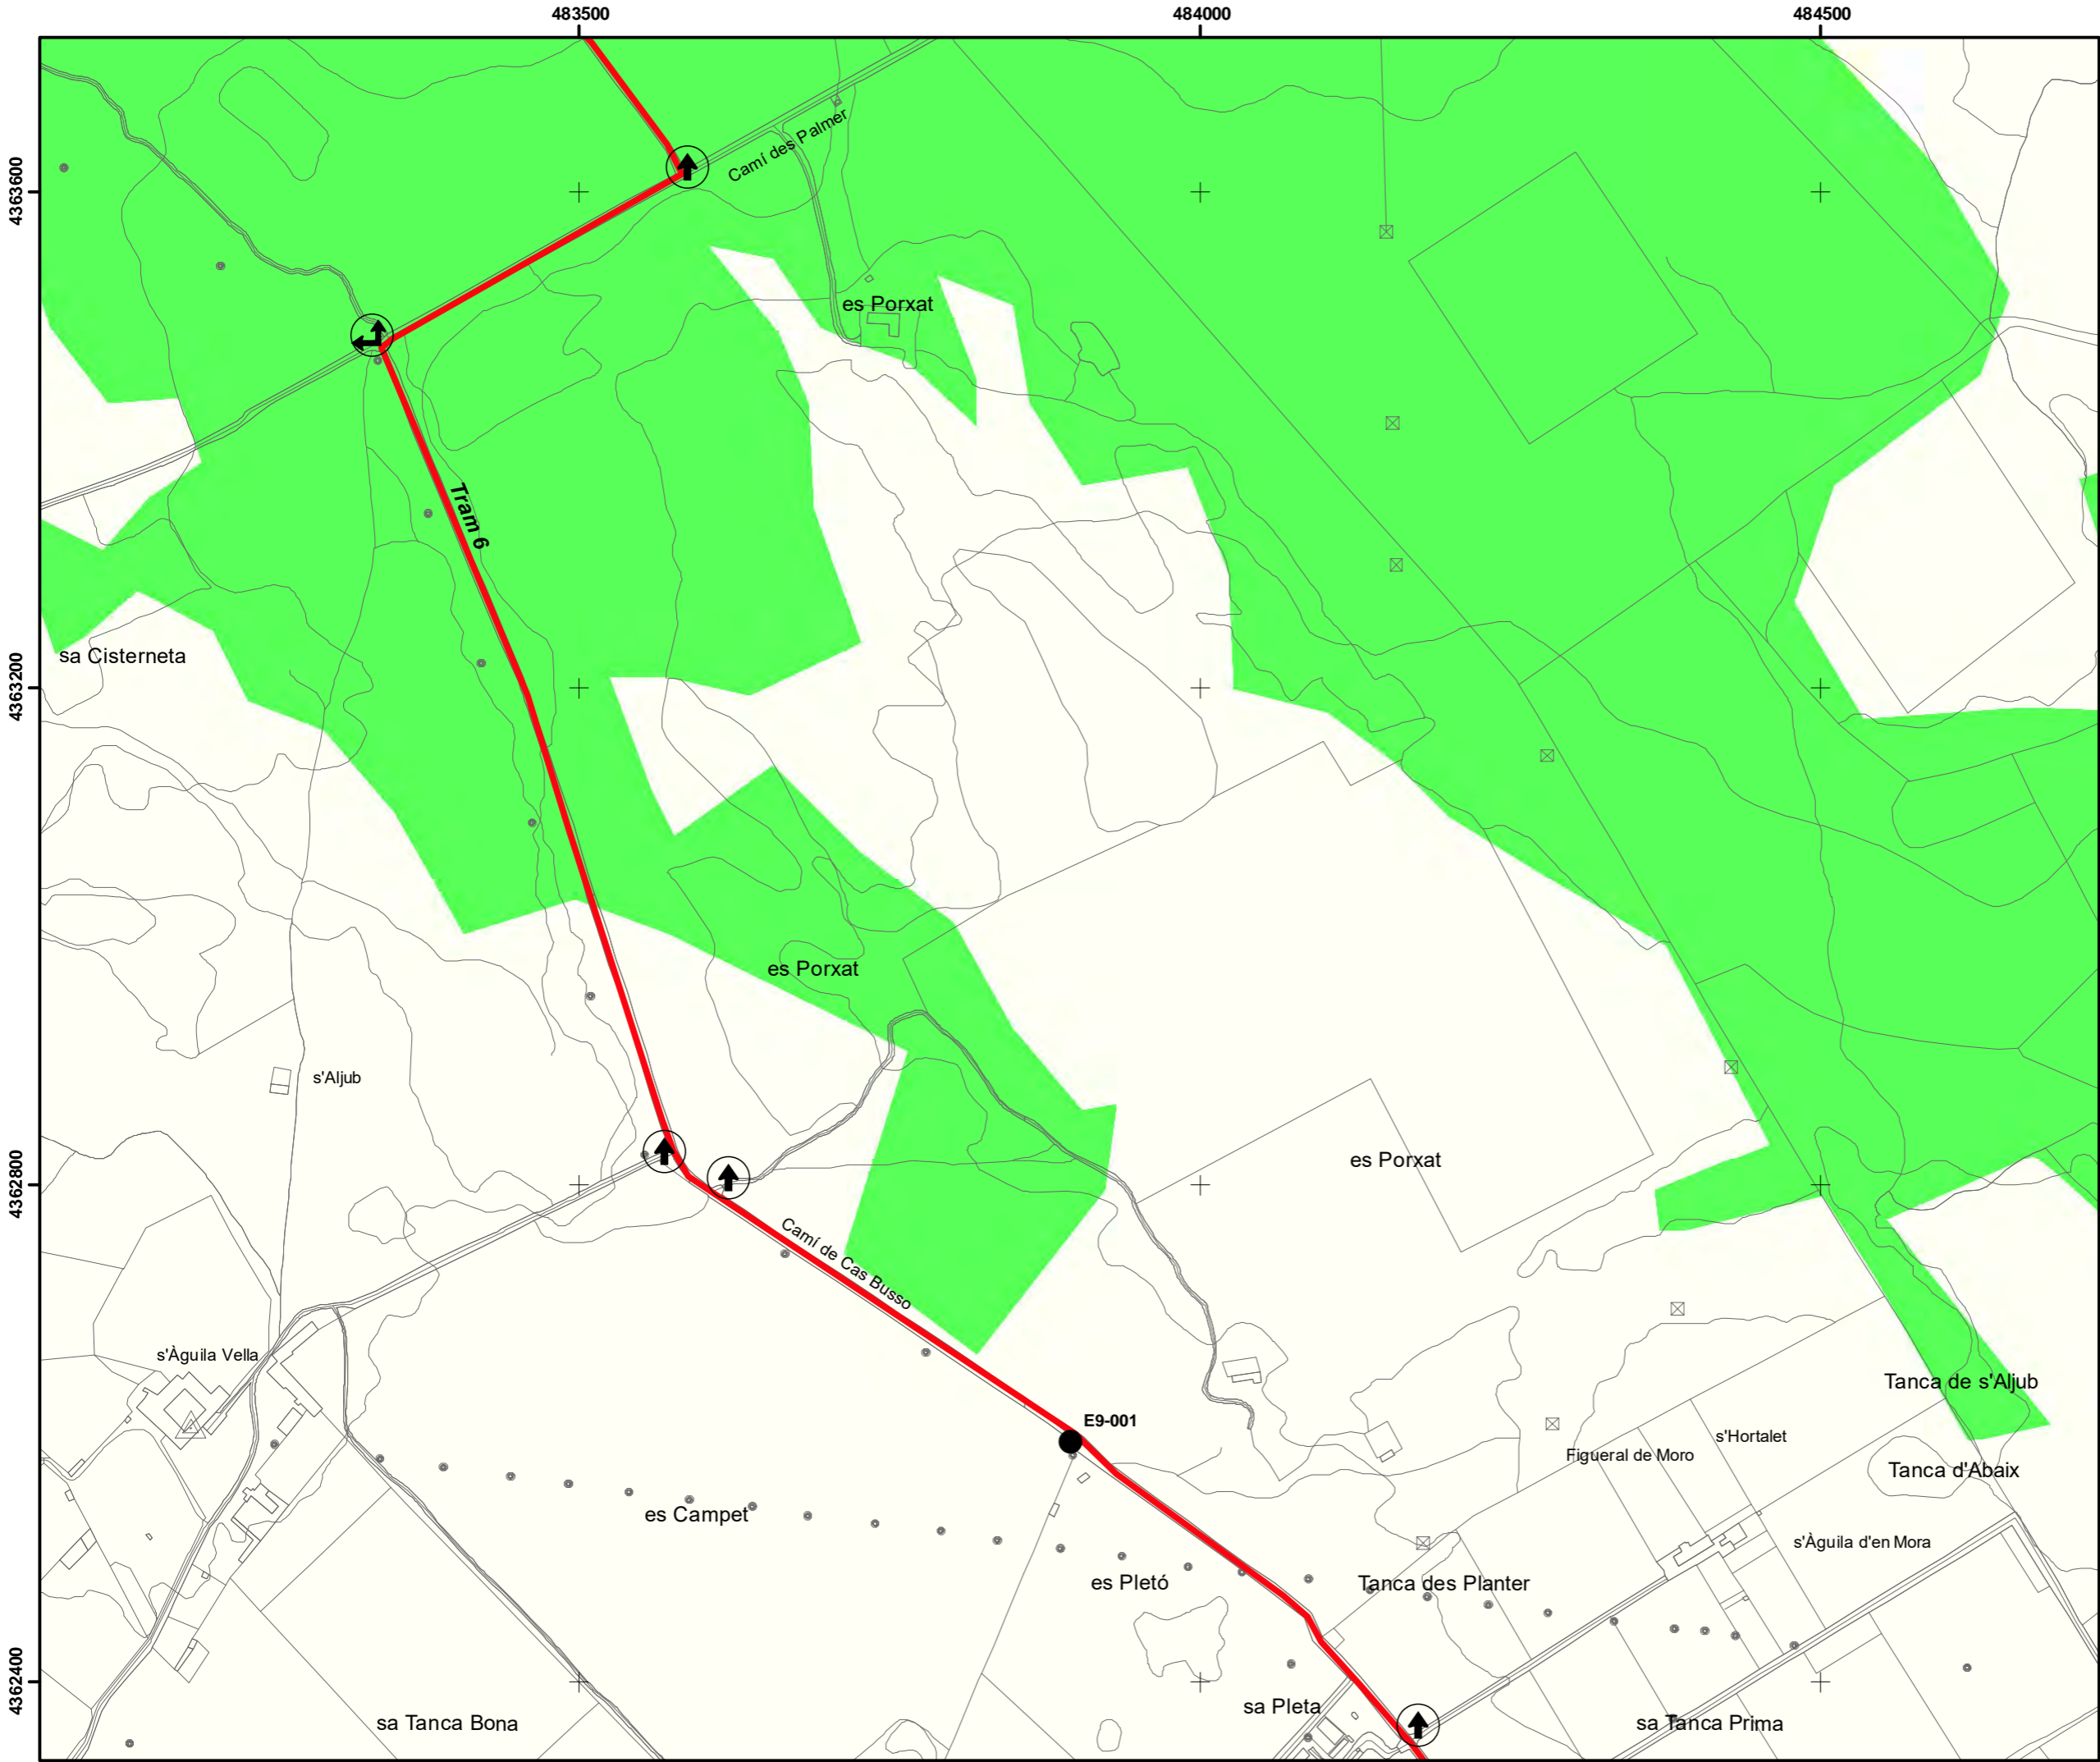 483500
484000
484500
4363600
4363200
4362800
4362400
Camí des Palmer
es Porxat
Tram 6
sa Cisterneta
es Porxat
s'Aljub
es Porxat
Camí de Cas Busso
s'Àguila Vella
Tanca de s'Aljub
E9-001
s'Hortalet
Figueral de Moro
Tanca d'Abaix
es Campet
s'Àguila d'en Mora
es Pletó
Tanca des Planter
sa Pleta
sa Tanca Bona
sa Tanca Prima